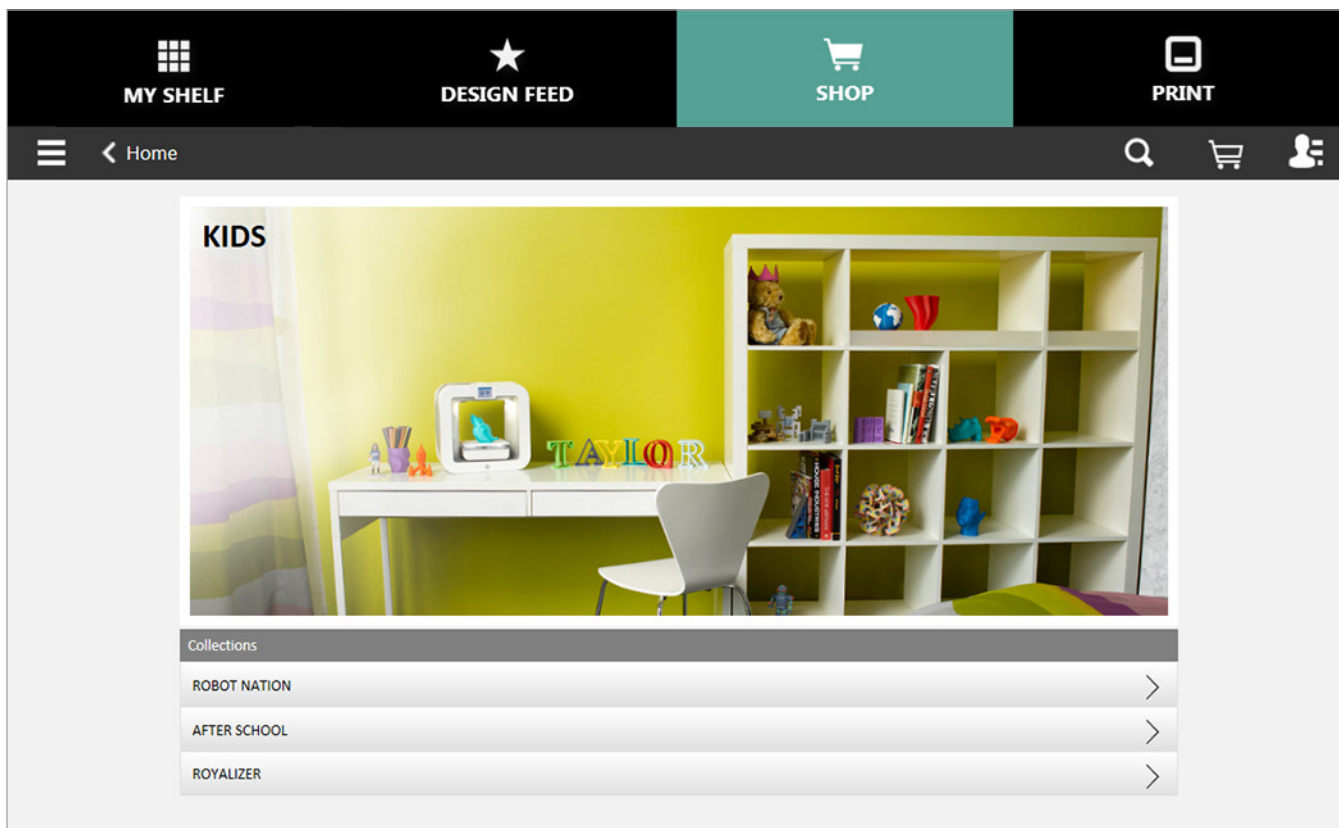 MY SHELF
DESIGN FEED
SHOP
PRINT
Home
KIDS
TAYLOR
Collections
ROBOT NATION
AFTER SCHOOL
ROYALIZER